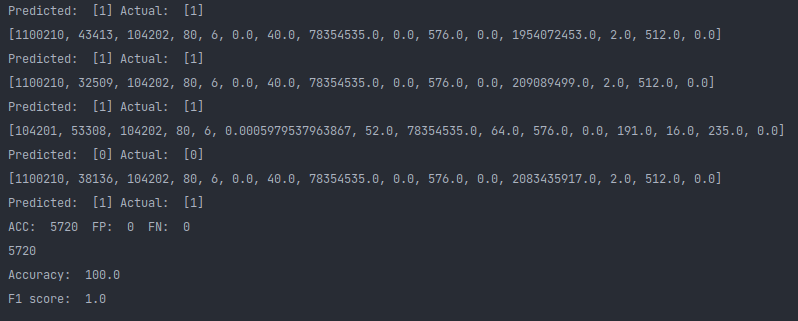 Predicted:  [1] Actual:  [1]
[1100210, 43413, 104202, 80, 6, 0.0, 40.0, 78354535.0, 0.0, 576.0, 0.0, 1954072453.0, 2.0, 512.0, 0.0]
Predicted:  [1] Actual:  [1]
[1100210, 32509, 104202, 80, 6, 0.0, 40.0, 78354535.0, 0.0, 576.0, 0.0, 209089499.0, 2.0, 512.0, 0.0]
Predicted:  [1] Actual:  [1]
[104201, 53308, 104202, 80, 6, 0.0005979537963867, 52.0, 78354535.0, 64.0, 576.0, 0.0, 191.0, 16.0, 235.0, 0.0]
Predicted:  [0] Actual:  [0]
[1100210, 38136, 104202, 80, 6, 0.0, 40.0, 78354535.0, 0.0, 576.0, 0.0, 2083435917.0, 2.0, 512.0, 0.0]
Predicted:  [1] Actual:  [1]
ACC:  5720  FP:  0  FN:  0
5720
Accuracy:  100.0
F1 score:  1.0